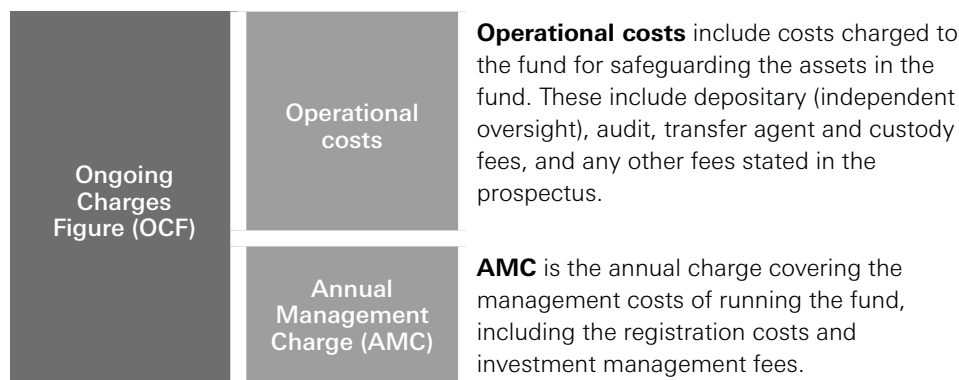 Ongoing
Charges
Figure (OCF)
Operational
costs
Operational costs include costs charged to
the fund for safeguarding the assets in the
fund. These include depositary (independent
oversight), audit, transfer agent and custody
fees, and any other fees stated in the
prospectus.
Annual
Management
Charge (AMC)
AMC is the annual charge covering the
management costs of running the fund,
including the registration costs and
investment management fees.